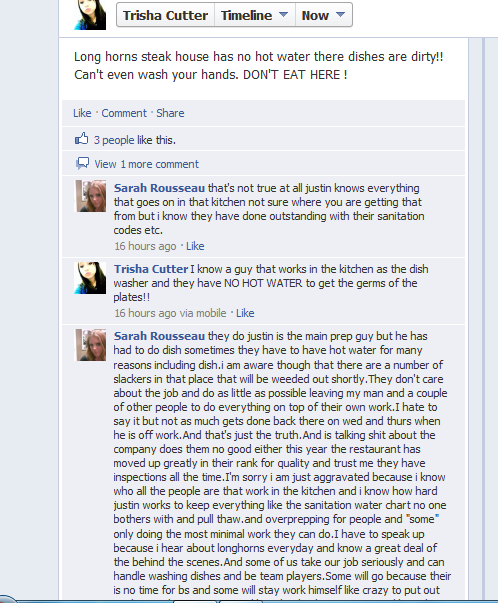 Trisha Cutter Timeline Now
Long horns steak house has no hot water there dishes are dirty!!
Can't even wash your hands. DON'T EAT HERE !
Like · Comment · Share
3 people like this.
View 1 more comment
Sarah Rousseau that's not true at all justin knows everything
that goes on in that kitchen not sure where you are getting that
from but i know they have done outstanding with their sanitation
codes etc.
16 hours ago · Like
Trisha Cutter I know a guy that works in the kitchen as the dish
washer and they have NO HOT WATER to get the germs of the
plates!!
16 hours ago via mobile · Like
Sarah Rousseau they do justin is the main prep guy but he has
had to do dish sometimes they have to have hot water for many
reasons including dish.i am aware though that there are a number of
slackers in that place that will be weeded out shortly.They don't care
about the job and do as little as possible leaving my man and a couple
of other people to do everything on top of their own work.I hate to
say it but not as much gets done back there on wed and thurs when
he is off work.And that's just the truth.And is talking shit about the
company does them no good either this year the restaurant has
moved up greatly in their rank for quality and trust me they have
inspections all the time.I'm sorry i am just aggravated because i know
who all the people are that work in the kitchen and i know how hard
justin works to keep everything like the sanitation water chart no one
bothers with and pull thaw.and overprepping for people and "some"
only doing the most minimal work they can do.I have to speak up
because i hear about longhorns everyday and know a great deal of
the behind the scenes.And some of us take our job seriously and can
handle washing dishes and be team players.Some will go because their
is no time for bs and some will stay work himself like crazy to put out